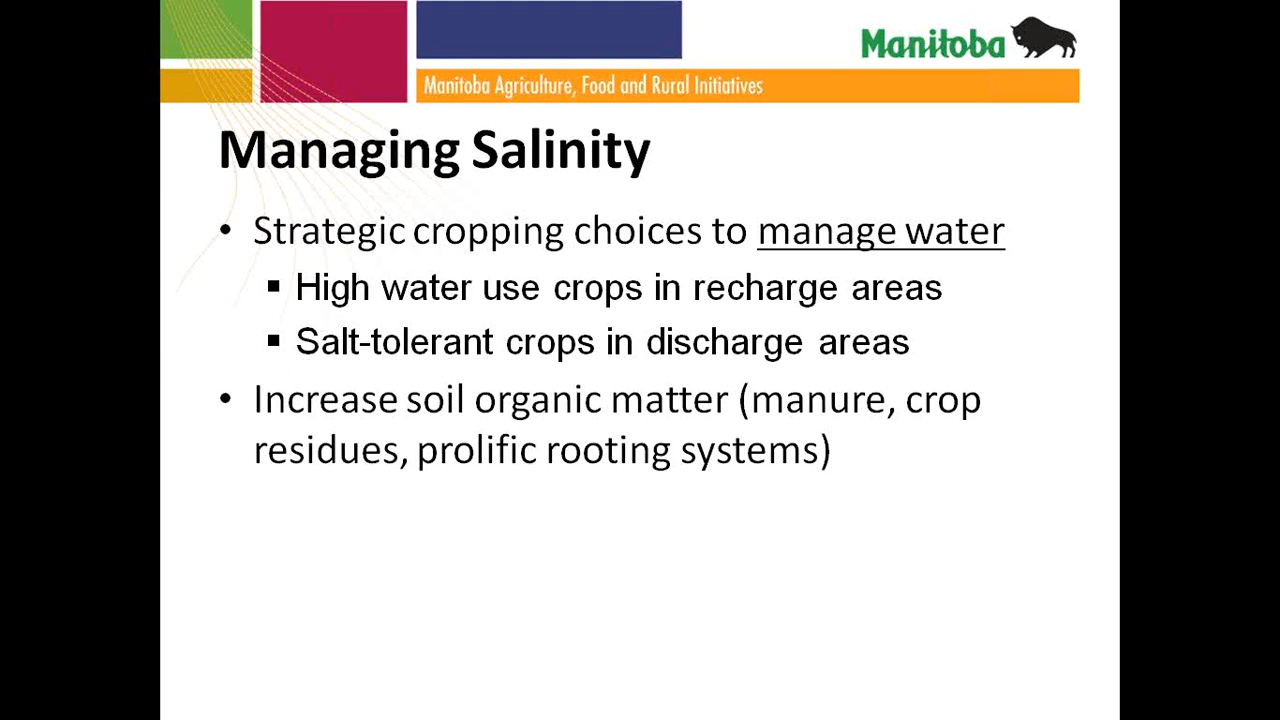 Manitoba
Manitoba Agriculture, Food and Rural Initiatives
Managing Salinity
• Strategic cropping choices to manage water
▪ High water use crops in recharge areas
▪ Salt-tolerant crops in discharge areas
• Increase soil organic matter (manure, crop
residues, prolific rooting systems)